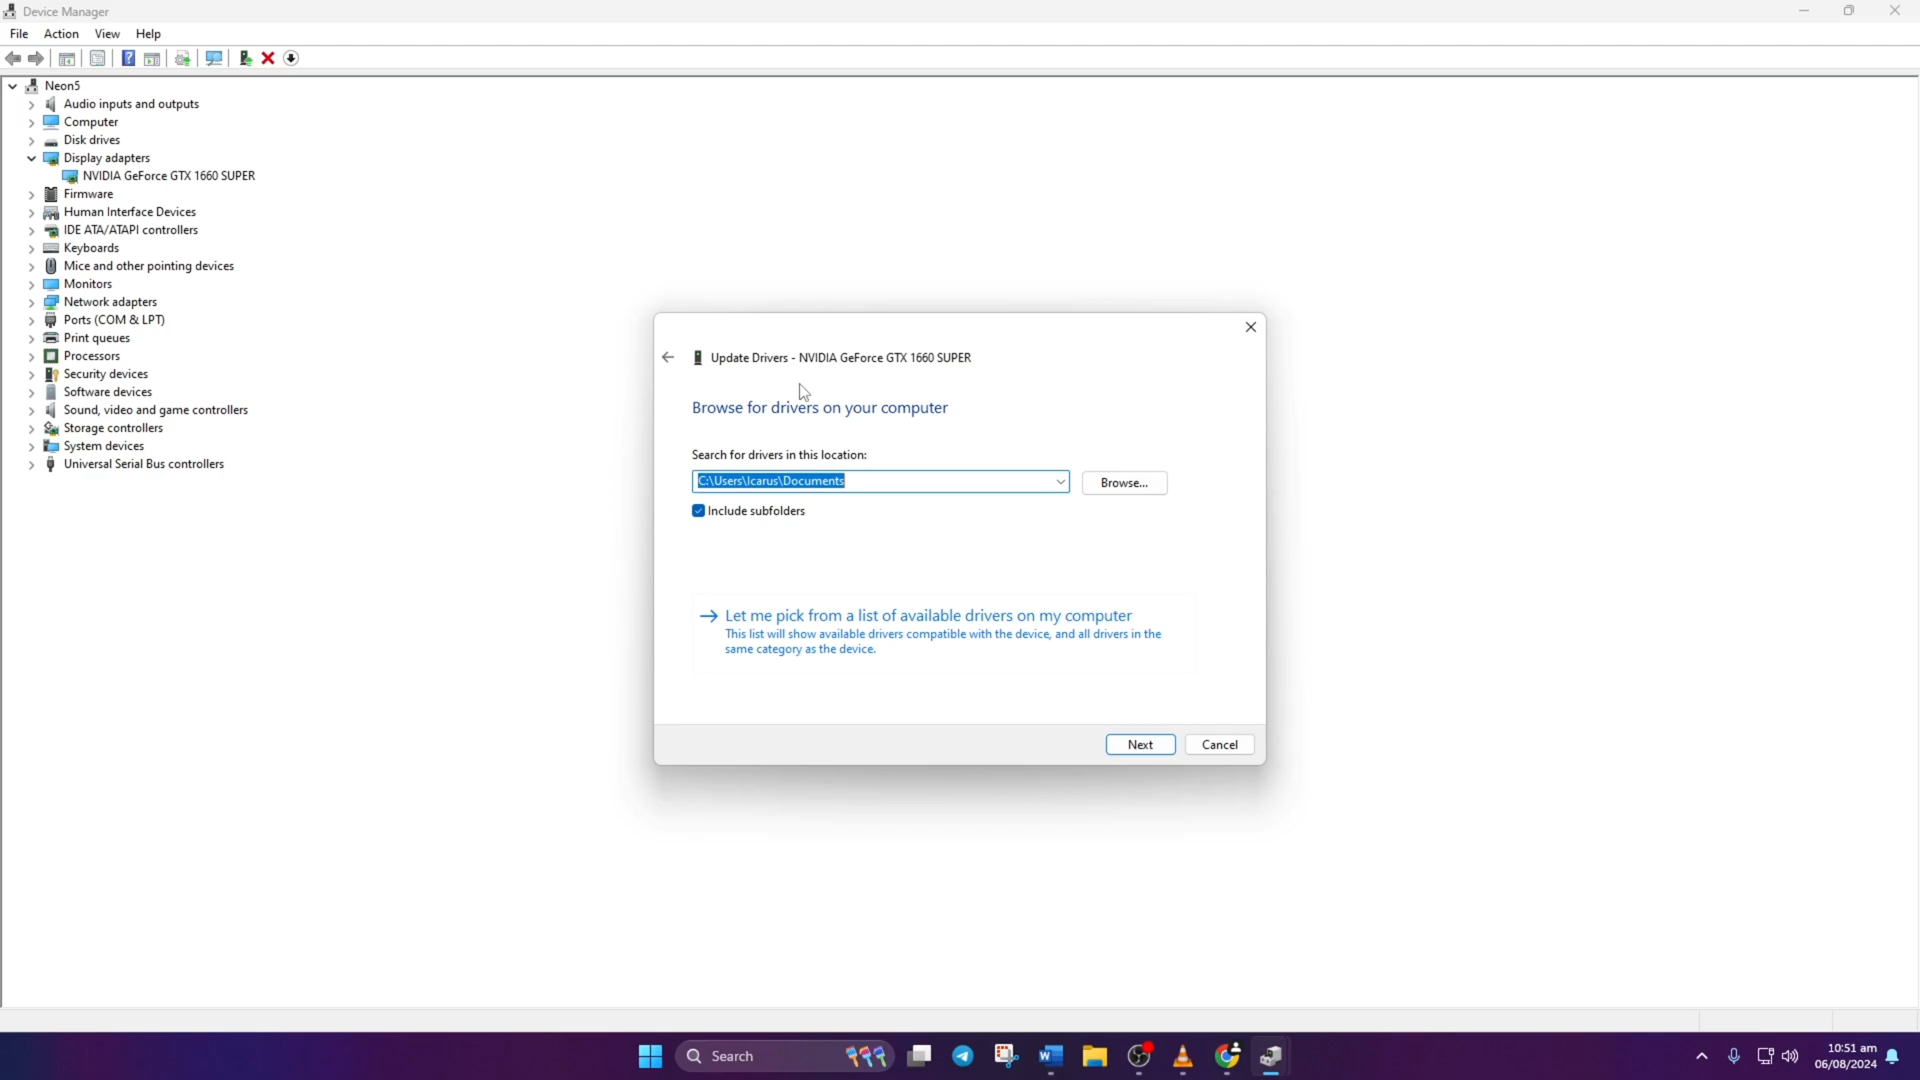 Device Manager
File Action View Help
Neon5
Audio inputs and outputs
Computer
Disk drives
Display adapters
NVIDIA GeForce GTX 1660 SUPER
Firmware
Human Interface Devices
IDE ATA/ATAPI controllers
Keyboards
Mice and other pointing devices
Monitors
Network adapters
Ports (COM & LPT)
Print queues
Processors
Security devices
Software devices
Sound, video and game controllers
Storage controllers
System devices
Universal Serial Bus controllers
Update Drivers - NVIDIA GeForce GTX 1660 SUPER
Browse for drivers on your computer
Search for drivers in this location:
C:\Users\Icarus\Documents
Browse...
Include subfolders
Let me pick from a list of available drivers on my computer
This list will show available drivers compatible with the device, and all drivers in the
same category as the device.
Next Cancel
Search
10:51 am
06/08/2024